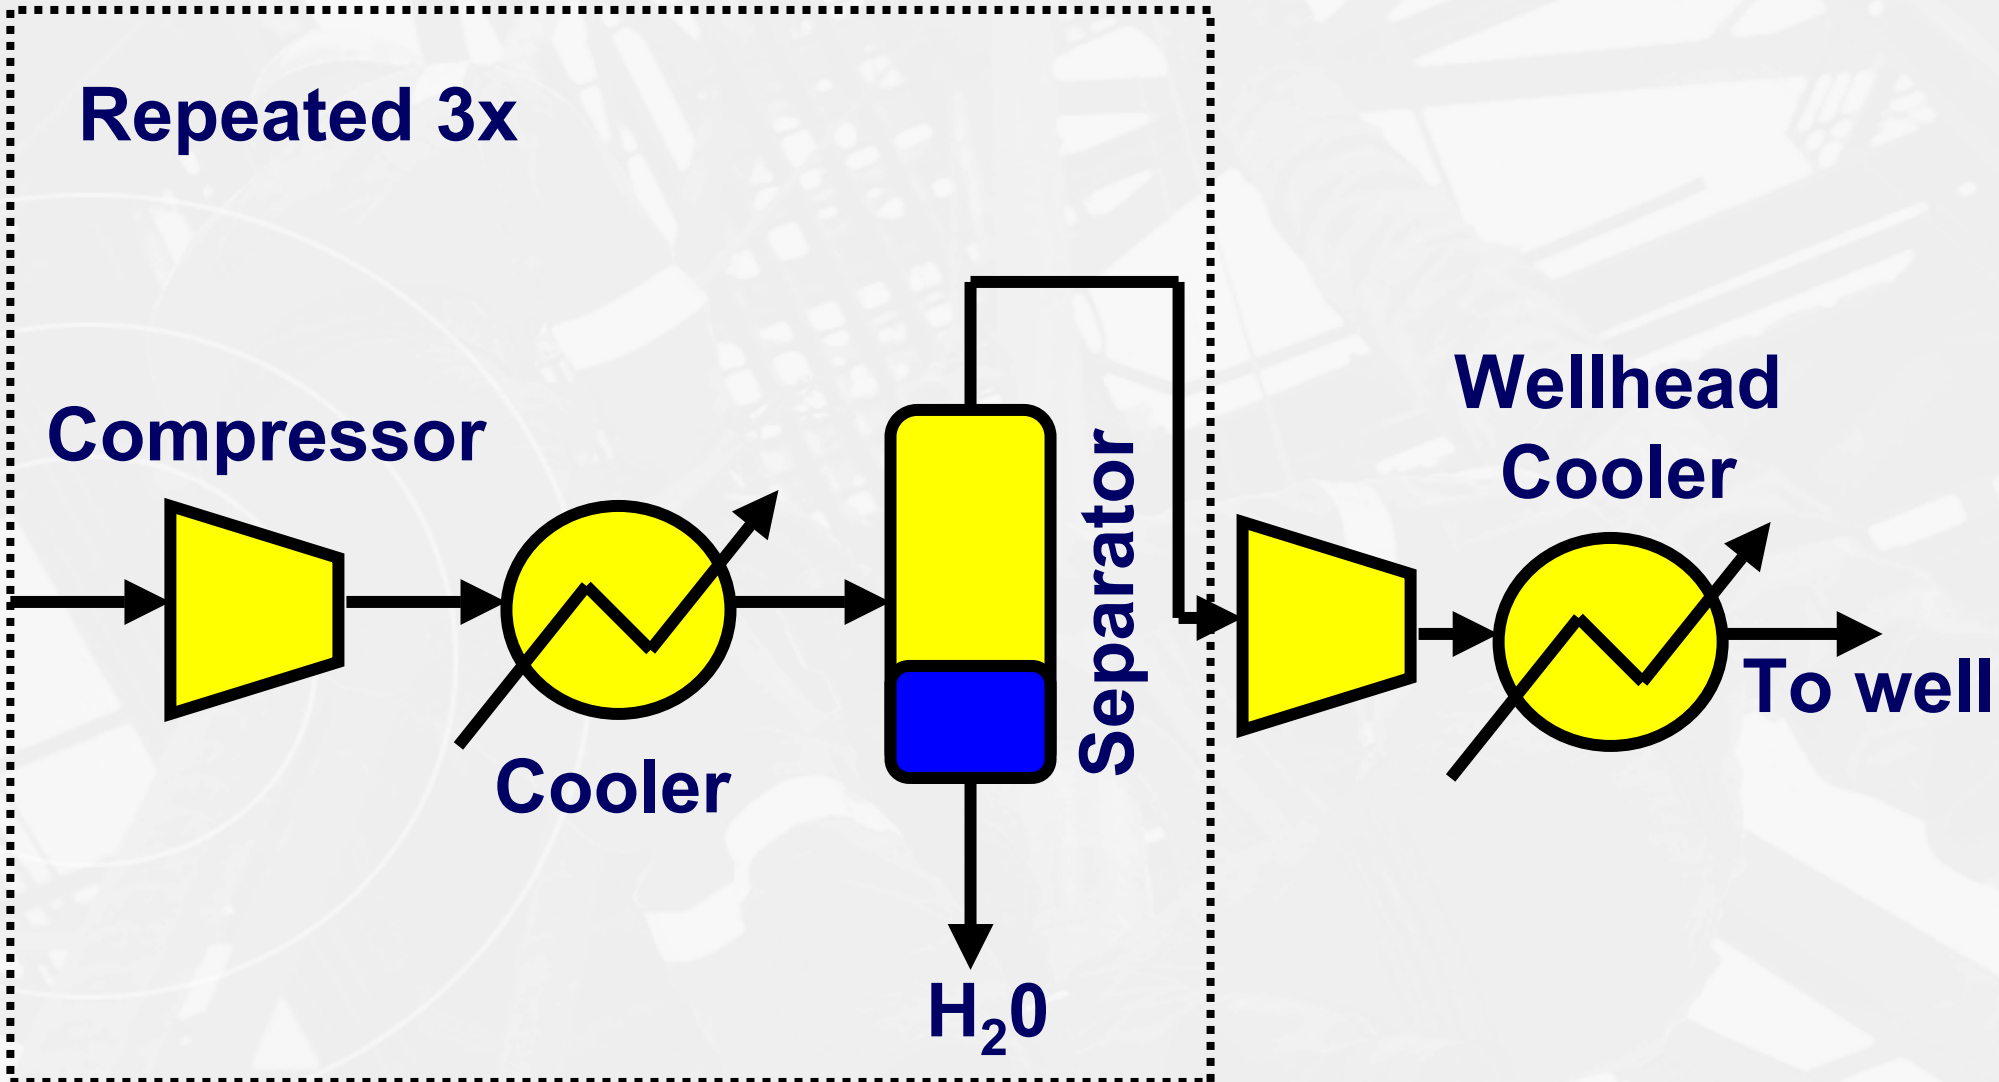 Repeated 3x
Compressor
Cooler
Separator
H₂0
Wellhead
Cooler
To well